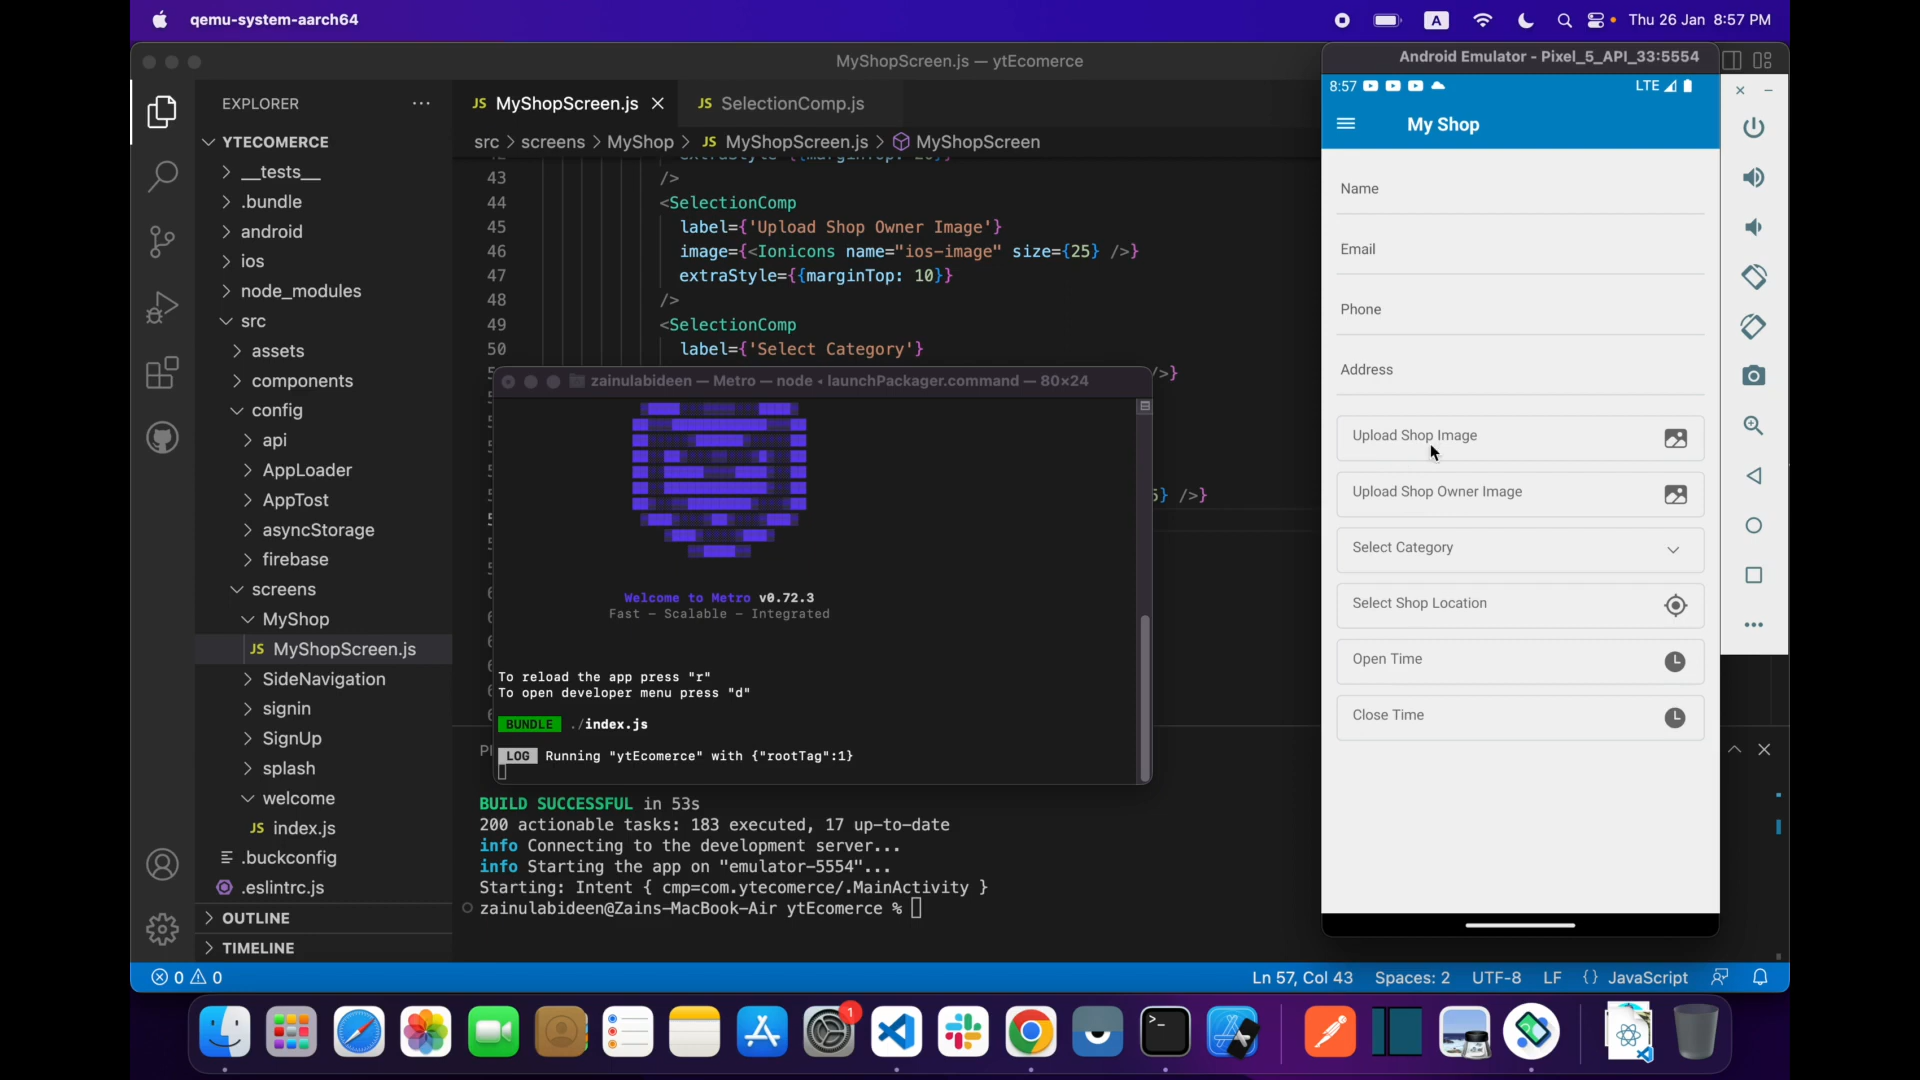 qemu-system-aarch64
A
Thu 26 Jan 8:57 PM
MyShopScreen.js — ytEcomerce
Android Emulator - Pixel_5_API_33:5554
EXPLORER
YTECOMERCE
__tests__
.bundle
android
ios
node_modules
src
assets
components
config
api
AppLoader
AppTost
asyncStorage
firebase
screens
MyShop
JS MyShopScreen.js
SideNavigation
signin
SignUp
splash
welcome
JS index.js
.buckconfig
.eslintrc.js
OUTLINE
TIMELINE
JS MyShopScreen.js
JS SelectionComp.js
src > screens > MyShop > JS MyShopScreen.js > MyShopScreen
43 />
44 <SelectionComp
45 label={'Upload Shop Owner Image'}
46 image={<Ionicons name="ios-image" size={25} />}
47 extraStyle={{marginTop: 10}}
48 />
49 <SelectionComp
50 label={'Select Category'}
/>}
} />}
zainulabideen — Metro — node ◂ launchPackager.command — 80×24
Welcome to Metro v0.72.3
Fast - Scalable - Integrated
To reload the app press "r"
To open developer menu press "d"
BUNDLE ./index.js
LOG Running "ytEcomerce" with {"rootTag":1}
BUILD SUCCESSFUL in 53s
200 actionable tasks: 183 executed, 17 up-to-date
info Connecting to the development server...
info Starting the app on "emulator-5554"...
Starting: Intent { cmp=com.ytecomerce/.MainActivity }
zainulabideen@Zains-MacBook-Air ytEcomerce %
8:57
LTE
My Shop
Name
Email
Phone
Address
Upload Shop Image
Upload Shop Owner Image
Select Category
Select Shop Location
Open Time
Close Time
0 0
Ln 57, Col 43 Spaces: 2 UTF-8 LF {} JavaScript
1